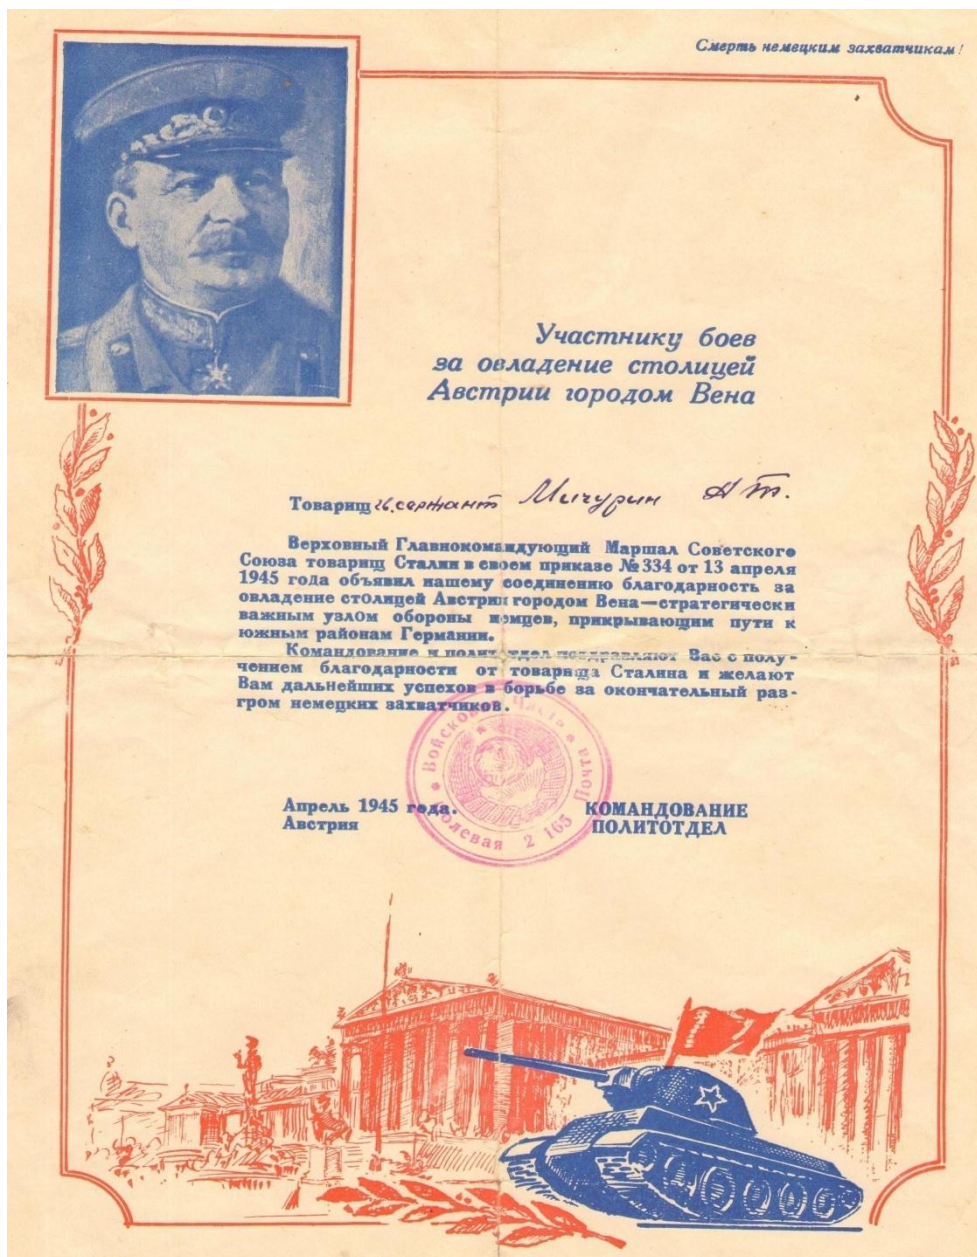 Смерть немецким захватчикам!
Участнику боев
за овладение столицей
Австрии городом Вена
Товарищ сержант Мичурин А Т.
Верховный Главнокомандующий Маршал Советского
Союза товарищ Сталин в своем приказе № 334 от 13 апреля
1945 года объявил нашему соединению благодарность за
овладение столицей Австрии городом Вена—стратегически
важным узлом обороны немцев, прикрывающим пути к
южным районам Германии.
Командование и политотдел поздравляют Вас с полу-
чением благодарности от товарища Сталина и желают
Вам дальнейших успехов в борьбе за окончательный раз-
гром немецких захватчиков.
Войсковая Часть
Полевая Почта
2 165
Апрель 1945 года.
Австрия
КОМАНДОВАНИЕ
ПОЛИТОТДЕЛ